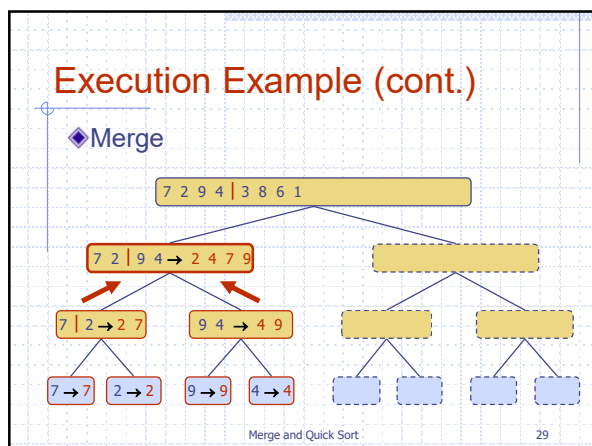 Execution Example (cont.)
Merge
7 2 9 4 | 3 8 6 1
7 2 | 9 4 → 2 4 7 9
7 | 2 → 2 7
9 4 → 4 9
7 → 7
2 → 2
9 → 9
4 → 4
Merge and Quick Sort
29